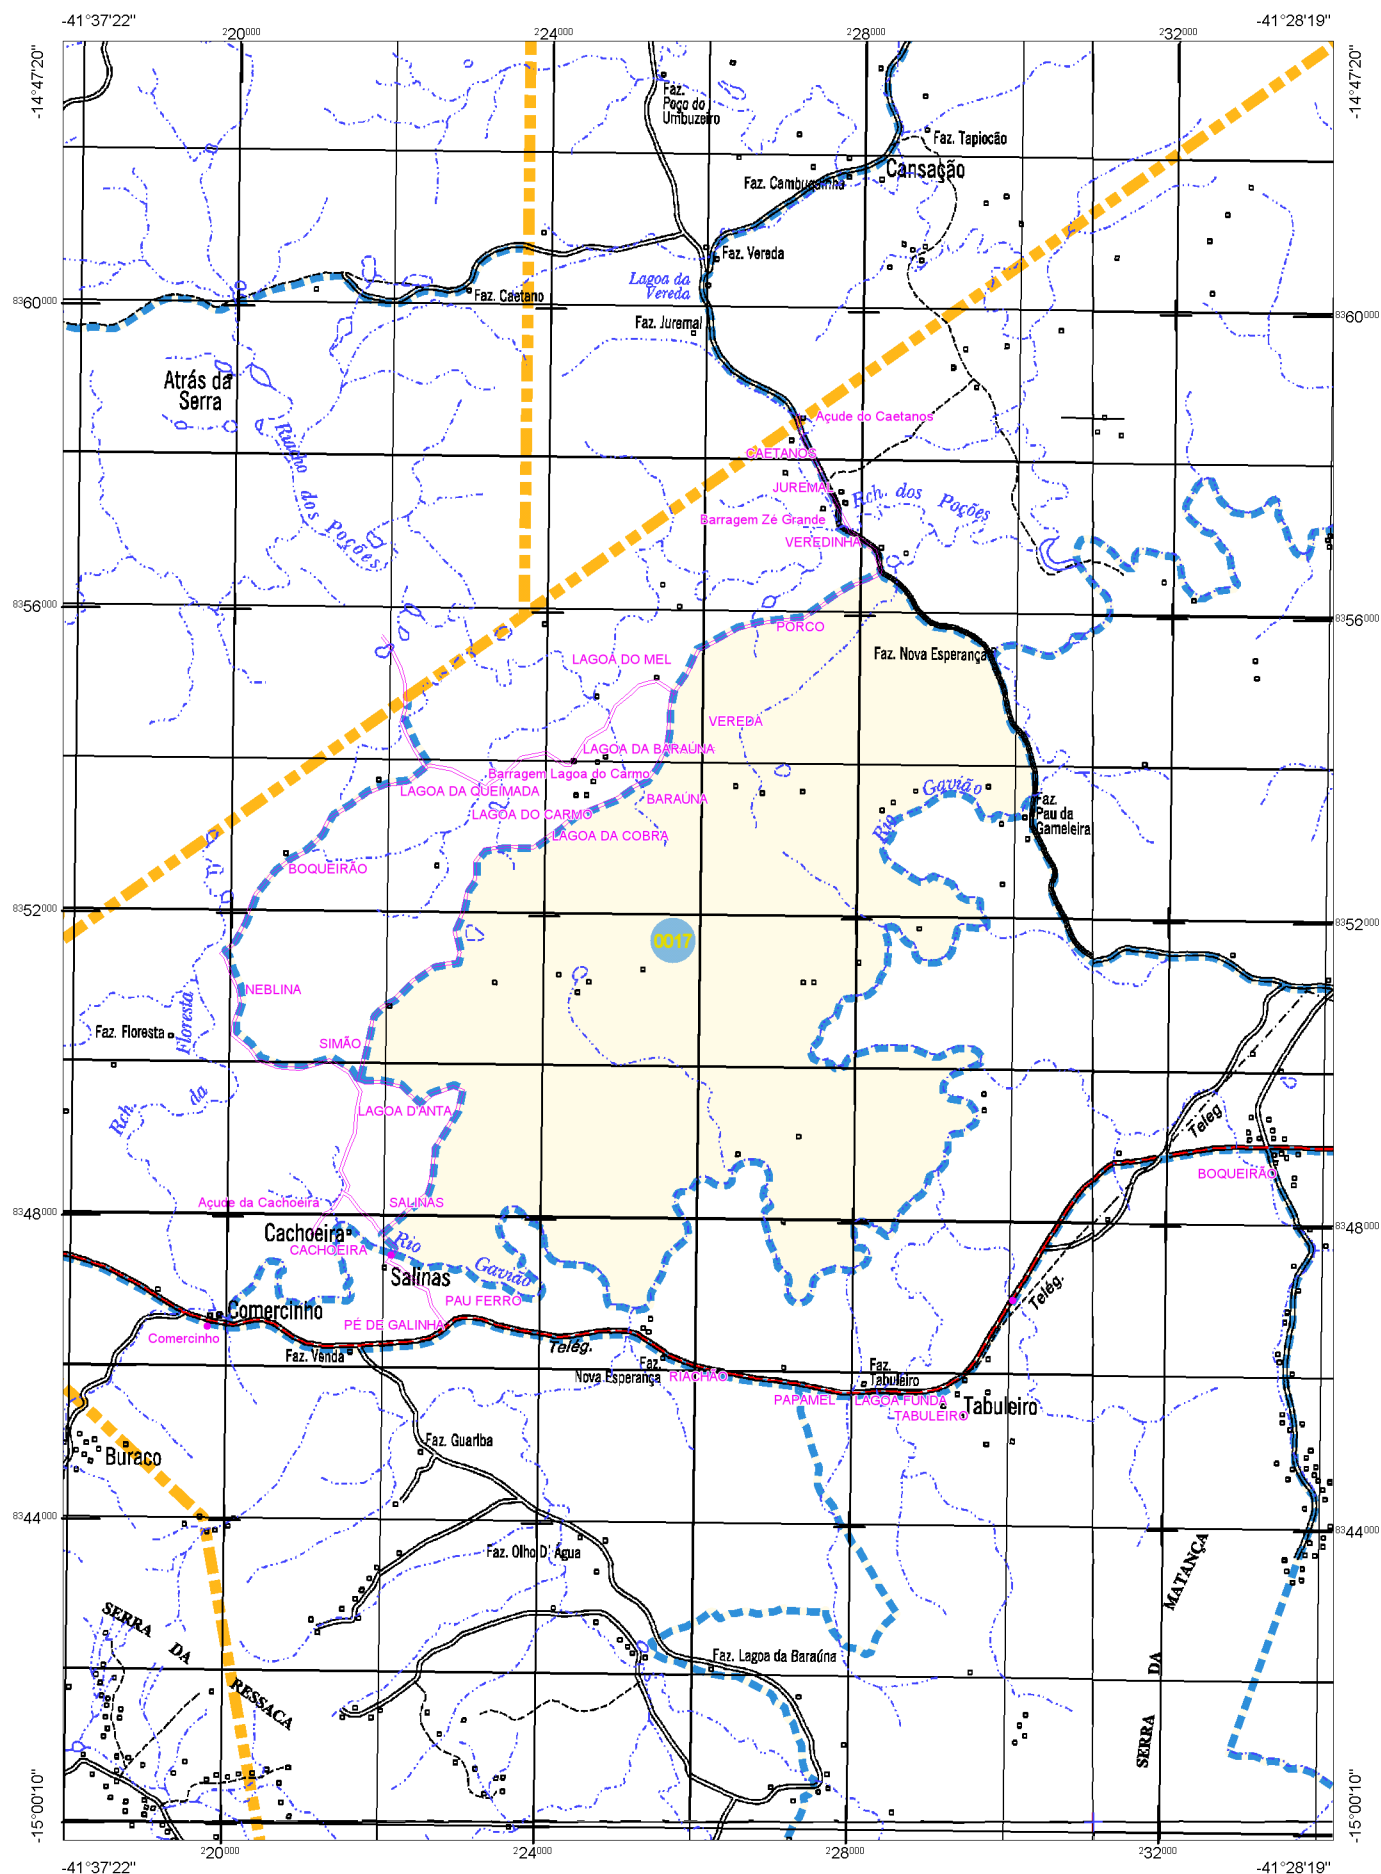 -41°37'22"
-41°28'19"
220000
224000
228000
232000
-14°47'20"
-14°47'20"
Faz.
Poço do
Umbuzeiro
Faz. Tapiocão
Cansação
Faz. Vereda
Lagoa da
Vereda
Faz. Caetano
8360000
8360000
Faz. Juremal
Atrás da
Serra
Açude do Caetanos
Riacho dos Poções
CAETANOS
JUREMAL
Rch. dos Poções
Barragem Zé Grande
VEREDINHA
8356000
8356000
PORCO
Faz. Nova Esperança
LAGOA DO MEL
VEREDA
LAGOA DA BARAÚNA
Barragem Lagoa do Carmo
LAGOA DA QUEIMADA
BARAÚNA
Rio Gavião
Faz.
Pau da
Gameleira
LAGOA DO CARMO
LAGOA DA COBRA
BOQUEIRÃO
8352000
8352000
0017
NEBLINA
Faz. Floresta
Rch. da Floresta
SIMÃO
LAGOA D'ANTA
Teleg
BOQUEIRÃO
Açude da Cachoeira
SALINAS
8348000
8348000
Cachoeira
CACHOEIRA
Rio Gavião
Salinas
Teleg.
PAU FERRO
Comercinho
Comercinho
PÉ DE GALINHA
Faz. Venda
Teleg.
Faz.
Nova Esperança
RIACHÃO
Faz.
Tabuleiro
PAPAMEL
LAGOA FUNDA
TABULEIRO
Tabuleiro
Buraco
Faz. Guariba
8344000
8344000
Faz. Olho D' Agua
SERRA DA RESSACA
SERRA DA MATANÇA
Faz. Lagoa da Baraúna
-15°00'10"
-15°00'10"
220000
224000
228000
232000
-41°37'22"
-41°28'19"